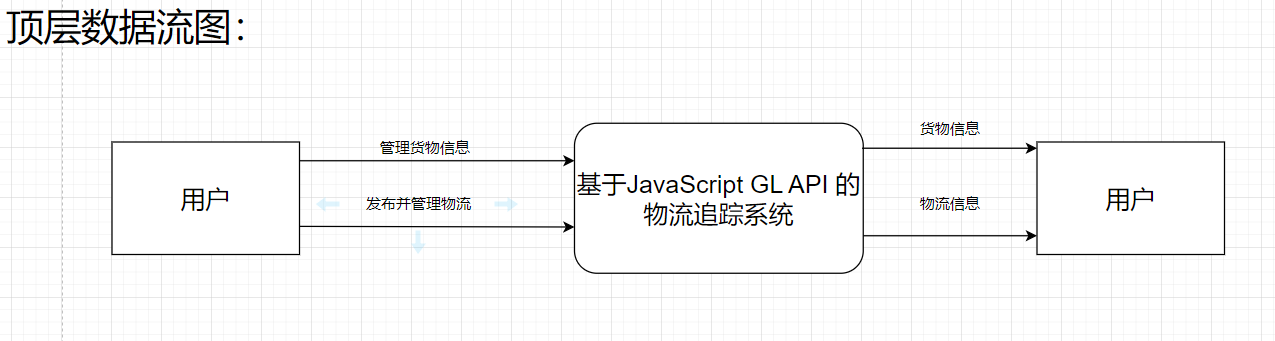 顶层数据流图：
用户
管理货物信息
发布并管理物流
基于JavaScript GL API 的
物流追踪系统
货物信息
物流信息
用户